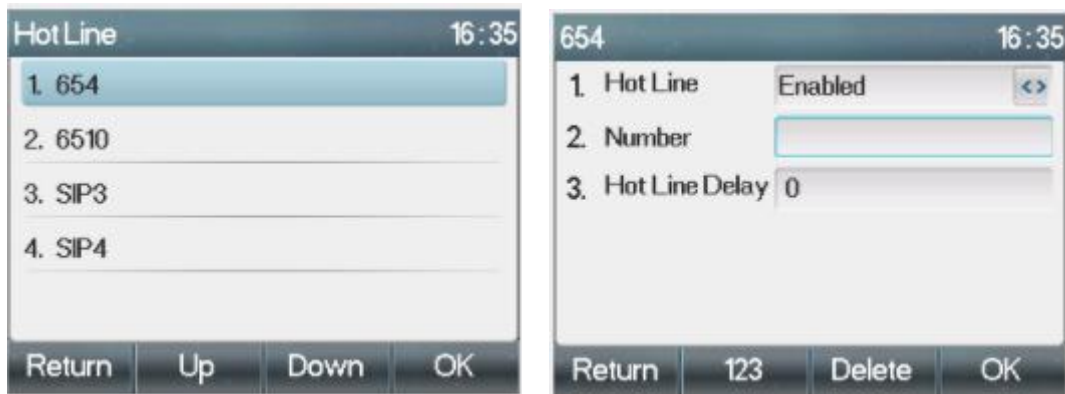 Hot Line 16:35
1. 654
2. 6510
3. SIP3
4. SIP4
Return Up Down OK
654 16:35
1. Hot Line Enabled <>
2. Number
3. Hot Line Delay 0
Return 123 Delete OK